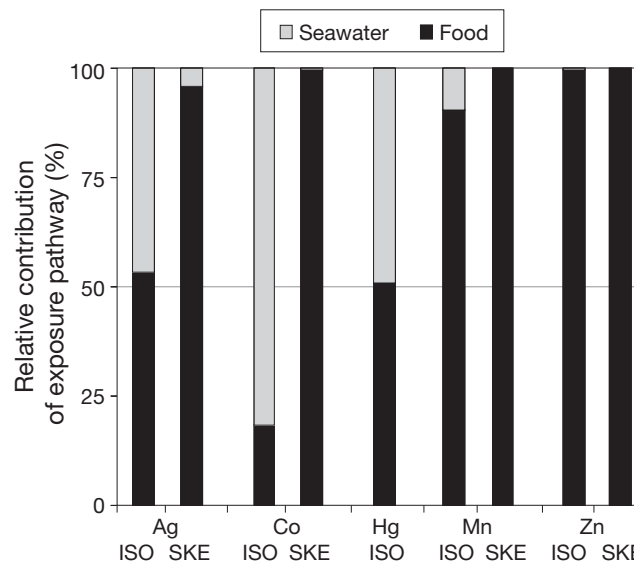 Seawater Food
Relative contribution
of exposure pathway (%)
100
75
50
25
0
Ag Co Hg Mn Zn
ISO SKE ISO SKE ISO ISO SKE ISO SKE